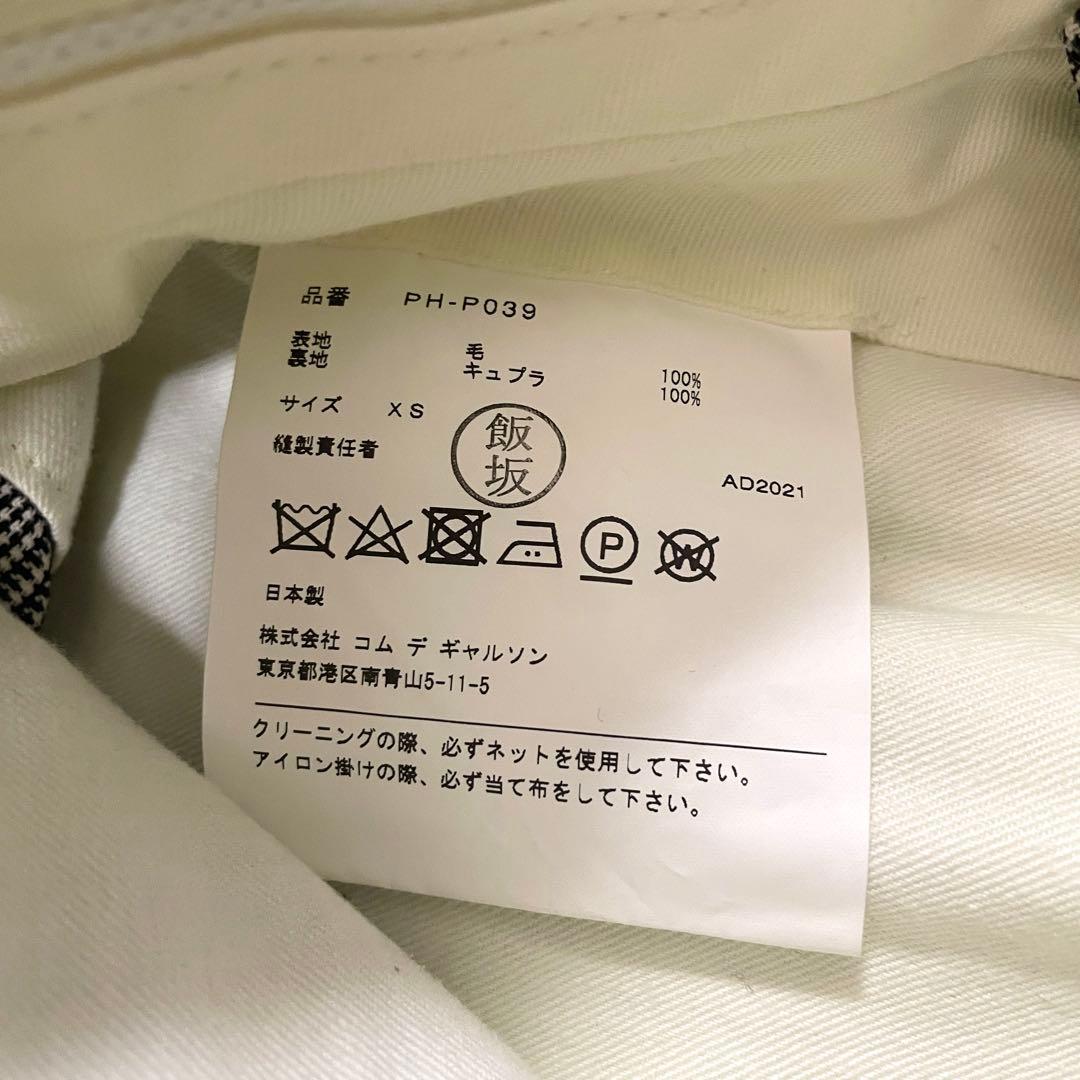 品番 PH-P039
表地 毛 100%
裏地 キュプラ 100%
サイズ XS
縫製責任者 飯坂
AD2021
P W
日本製
株式会社 コム デ ギャルソン
東京都港区南青山5-11-5
クリーニングの際、必ずネットを使用して下さい。
アイロン掛けの際、必ず当て布をして下さい。